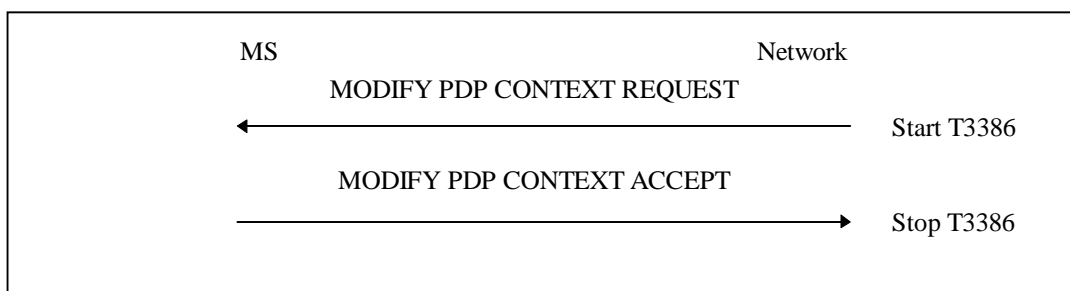 MS Network
MODIFY PDP CONTEXT REQUEST
Start T3386
MODIFY PDP CONTEXT ACCEPT
Stop T3386